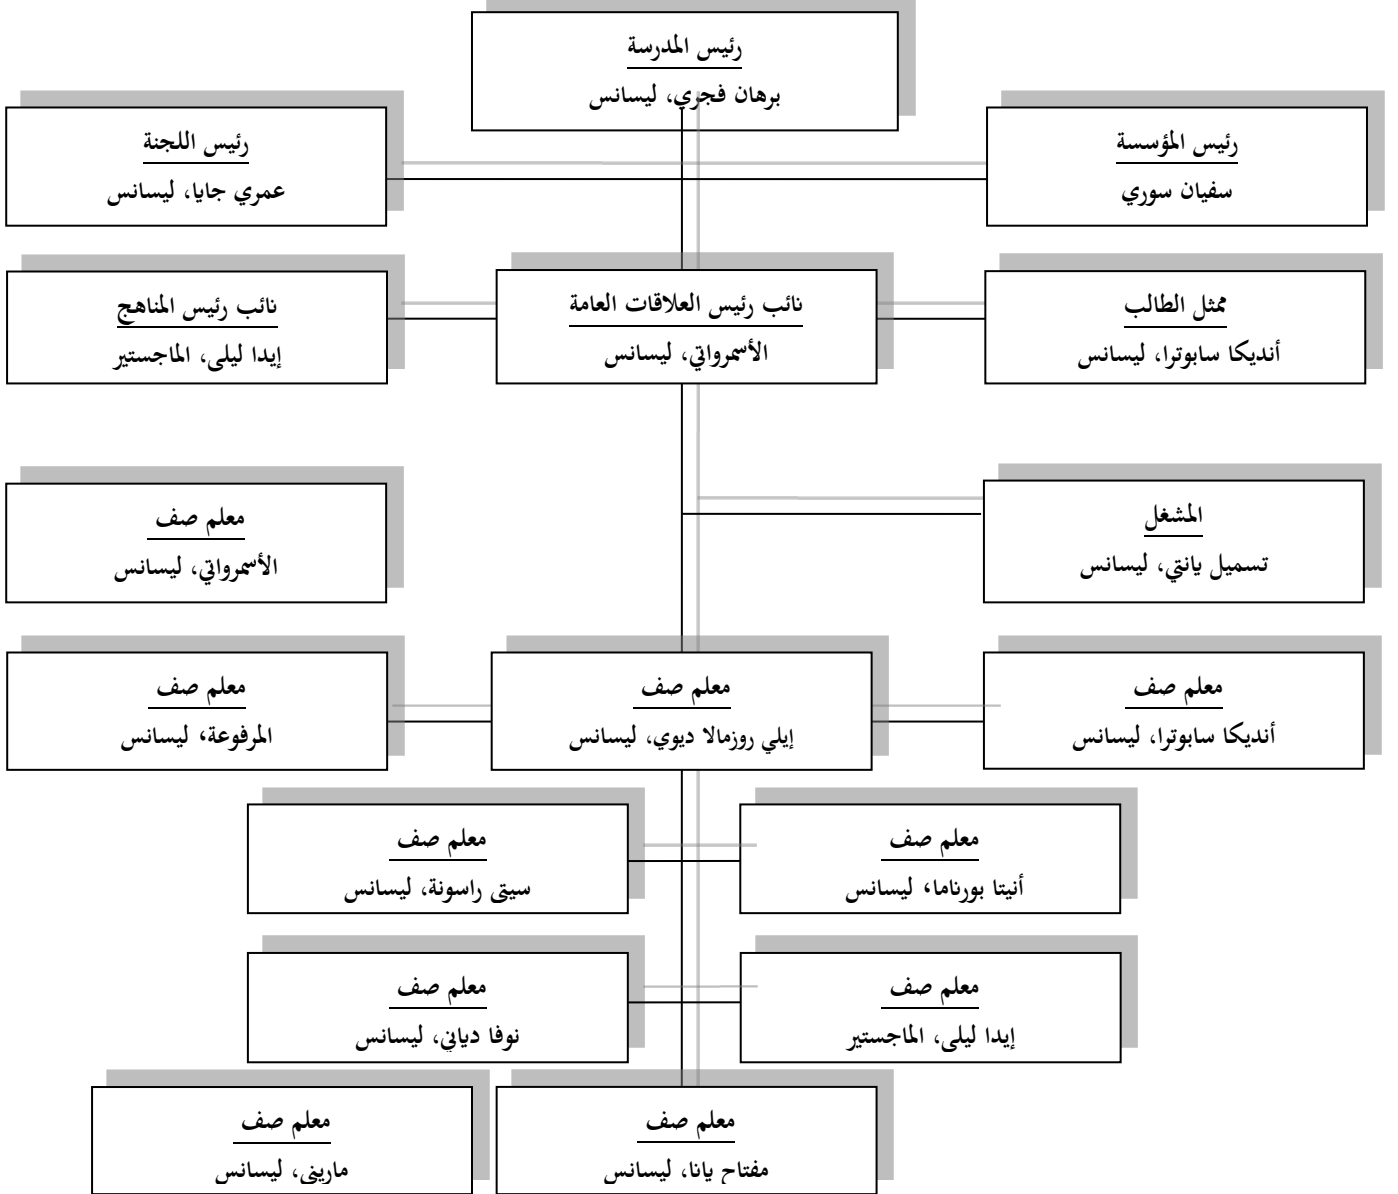 رئيس المدرسة
برهان فجري، ليسانس
رئيس المؤسسة
سفيان سوري
رئيس اللجنة
عمري جايا، ليسانس
ممثل الطالب
أنديكا سابوترا، ليسانس
نائب رئيس العلاقات العامة
الأسمرواتي، ليسانس
نائب رئيس المناهج
إيدا ليلى، الماجستير
المشغل
تسميل يانتي، ليسانس
معلم صف
الأسمرواتي، ليسانس
معلم صف
أنديكا سابوترا، ليسانس
معلم صف
إيلي روزمالا ديوي، ليسانس
معلم صف
المرفوعة، ليسانس
معلم صف
أنيتا بورناما، ليسانس
معلم صف
سيتي راسونة، ليسانس
معلم صف
إيدا ليلى، الماجستير
معلم صف
نوفا دياني، ليسانس
معلم صف
مفتاح يانا، ليسانس
معلم صف
ماريني، ليسانس